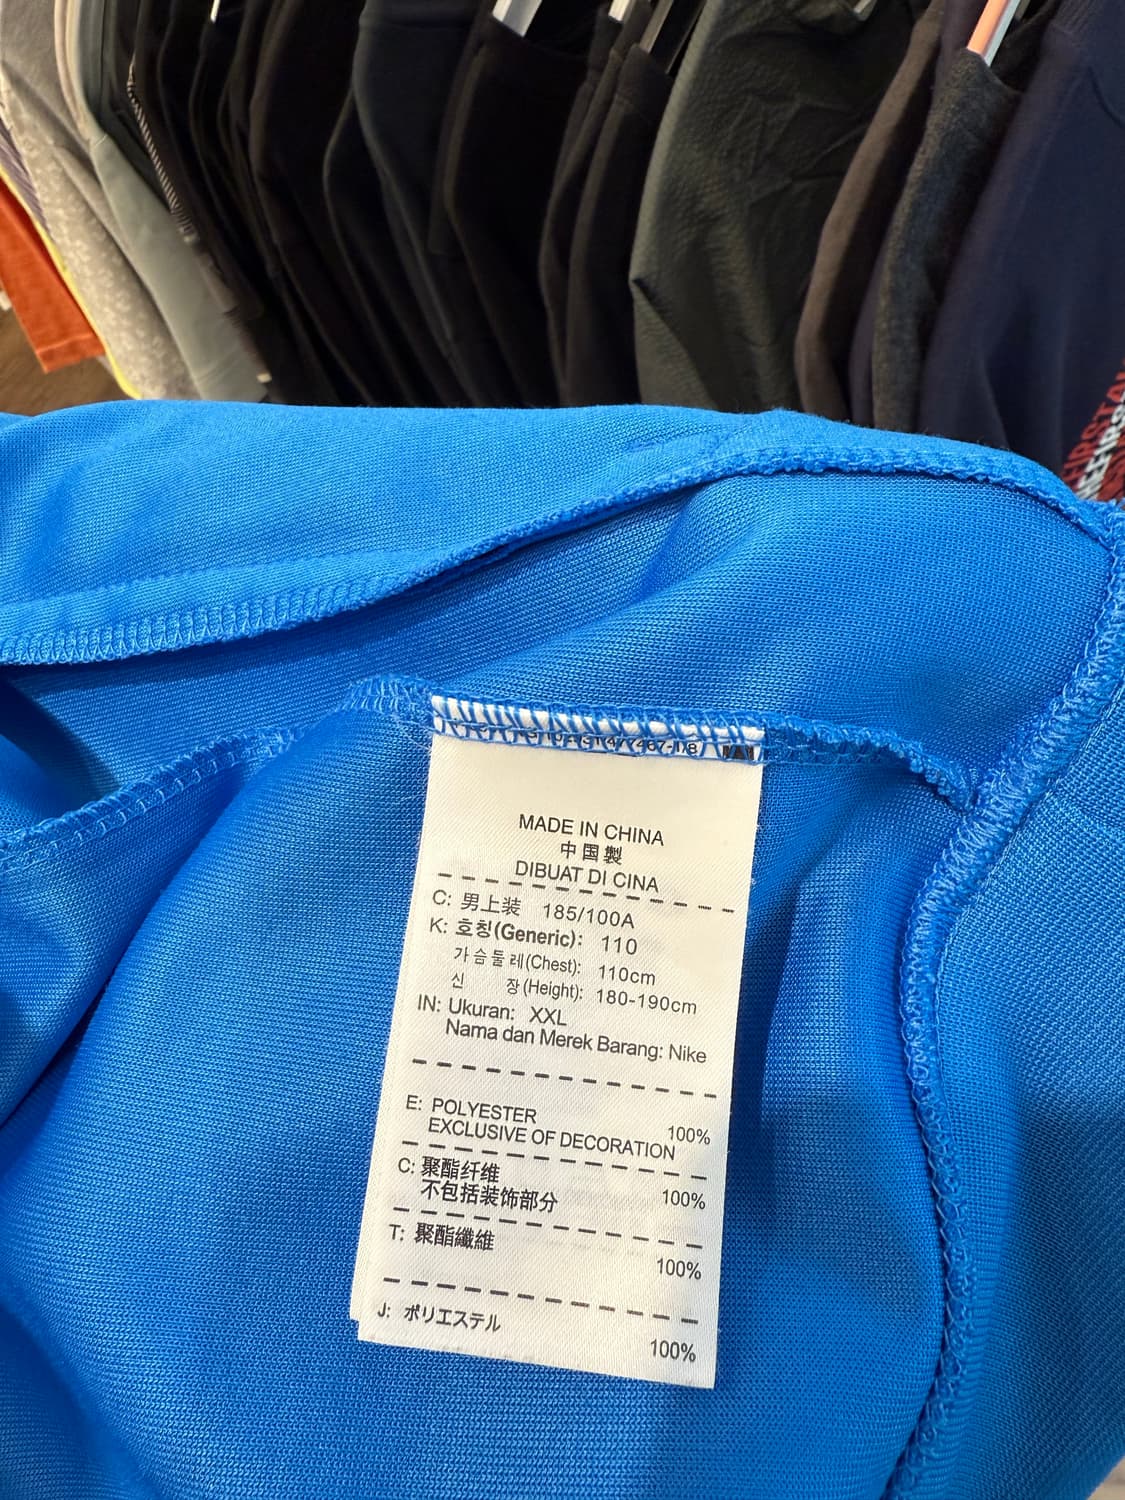 MADE IN CHINA
中国製
DIBUAT DI CINA
C: 男上装 185/100A
K: 호칭(Generic): 110
가슴둘레(Chest): 110cm
신 장(Height): 180-190cm
IN: Ukuran: XXL
Nama dan Merek Barang: Nike
E: POLYESTER 100%
EXCLUSIVE OF DECORATION
C: 聚酯纤维 100%
不包括装饰部分
T: 聚酯纖維 100%
J: ポリエステル 100%